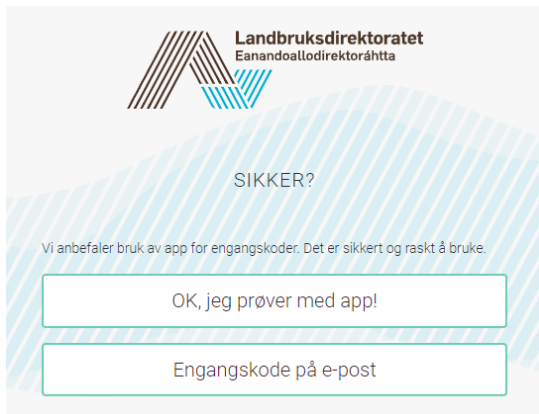 Landbruksdirektoratet
Eanandoallodirektoráhtta
SIKKER?
Vi anbefaler bruk av app for engangskoder. Det er sikkert og raskt å bruke.
OK, jeg prøver med app!
Engangskode på e-post